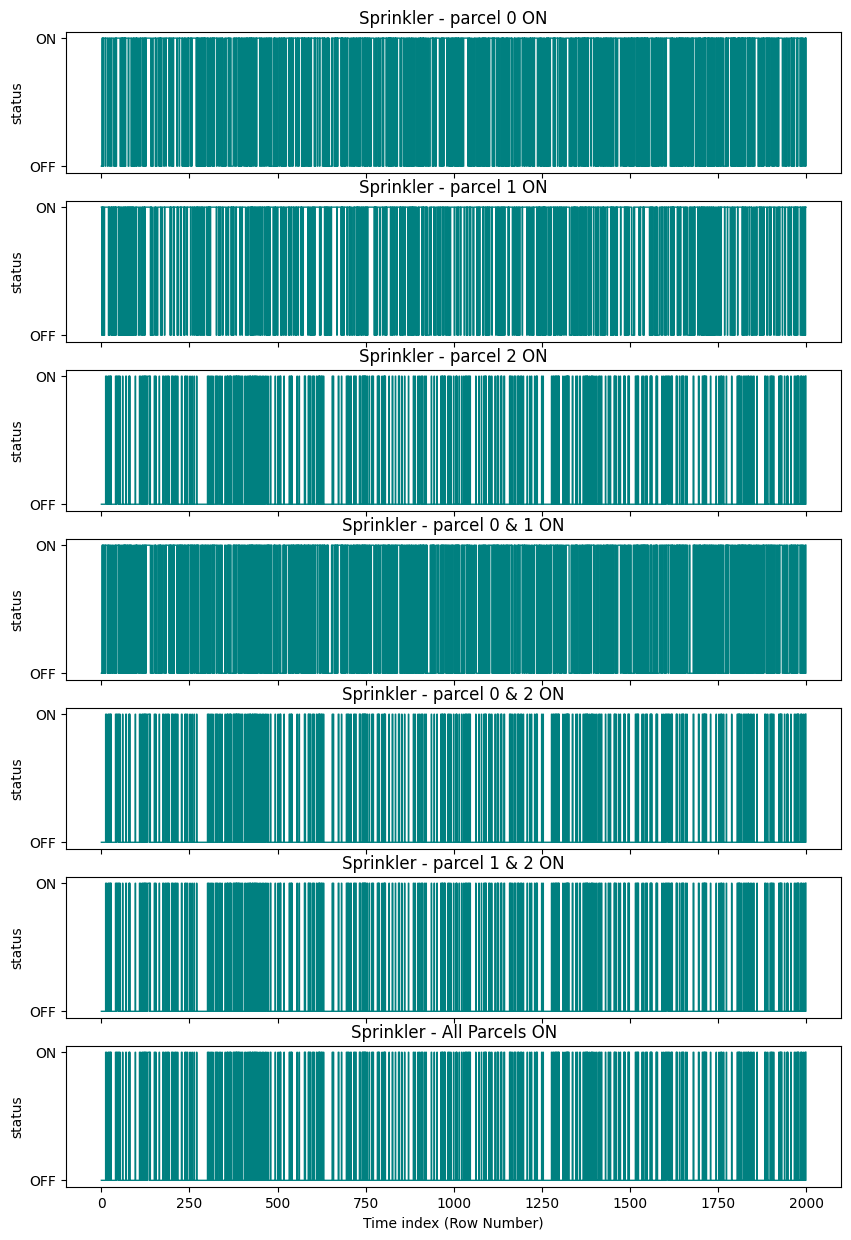 Sprinkler - parcel 0 ON
ON
status
OFF
Sprinkler - parcel 1 ON
ON
status
OFF
Sprinkler - parcel 2 ON
ON
status
OFF
Sprinkler - parcel 0 & 1 ON
ON
status
OFF
Sprinkler - parcel 0 & 2 ON
ON
status
OFF
Sprinkler - parcel 1 & 2 ON
ON
status
OFF
Sprinkler - All Parcels ON
ON
status
OFF
0 250 500 750 1000 1250 1500 1750 2000
Time index (Row Number)